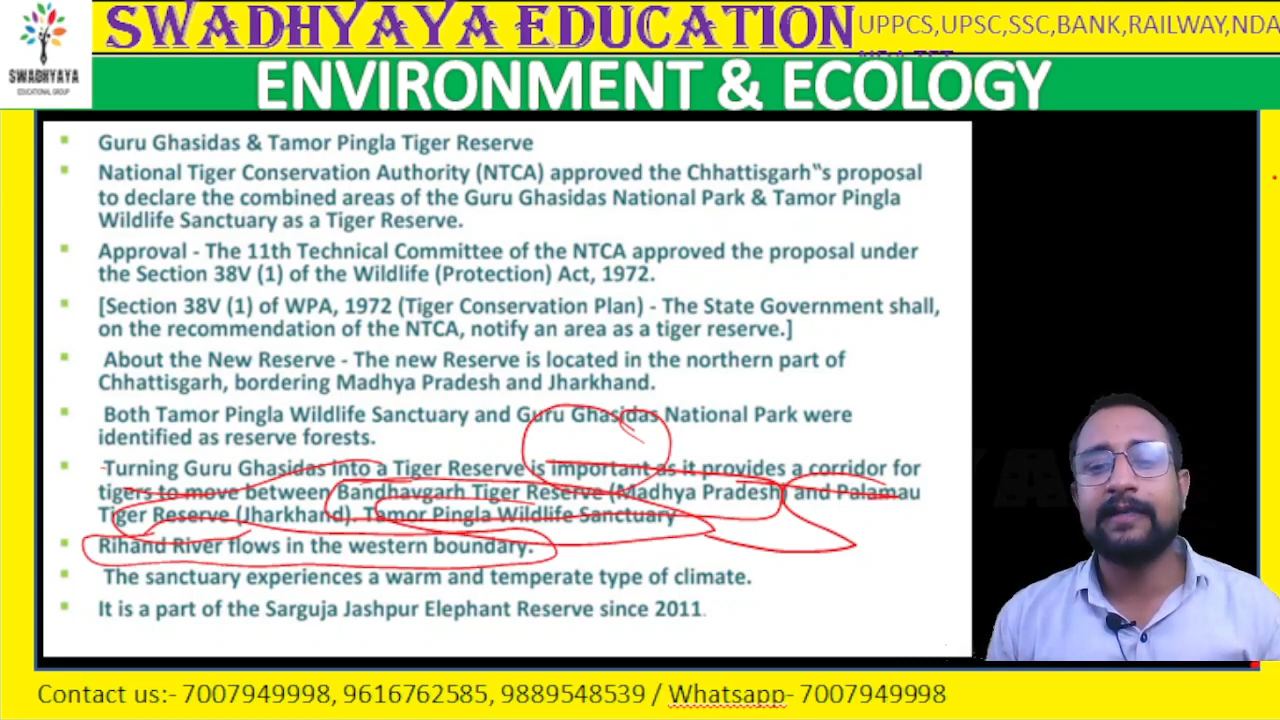 SWADHYAYA EDUCATION
UPPCS,UPSC,SSC,BANK,RAILWAY,NDA
SWADHYAYA
EDUCATIONAL GROUP
ENVIRONMENT & ECOLOGY
Guru Ghasidas & Tamor Pingla Tiger Reserve
National Tiger Conservation Authority (NTCA) approved the Chhattisgarh‟s proposal
to declare the combined areas of the Guru Ghasidas National Park & Tamor Pingla
Wildlife Sanctuary as a Tiger Reserve.
Approval - The 11th Technical Committee of the NTCA approved the proposal under
the Section 38V (1) of the Wildlife (Protection) Act, 1972.
[Section 38V (1) of WPA, 1972 (Tiger Conservation Plan) - The State Government shall,
on the recommendation of the NTCA, notify an area as a tiger reserve.]
About the New Reserve - The new Reserve is located in the northern part of
Chhattisgarh, bordering Madhya Pradesh and Jharkhand.
Both Tamor Pingla Wildlife Sanctuary and Guru Ghasidas National Park were
identified as reserve forests.
Turning Guru Ghasidas into a Tiger Reserve is important as it provides a corridor for
tigers to move between Bandhavgarh Tiger Reserve (Madhya Pradesh) and Palamau
Tiger Reserve (Jharkhand). Tamor Pingla Wildlife Sanctuary
Rihand River flows in the western boundary.
The sanctuary experiences a warm and temperate type of climate.
It is a part of the Sarguja Jashpur Elephant Reserve since 2011.
Contact us:- 7007949998, 9616762585, 9889548539 / Whatsapp- 7007949998